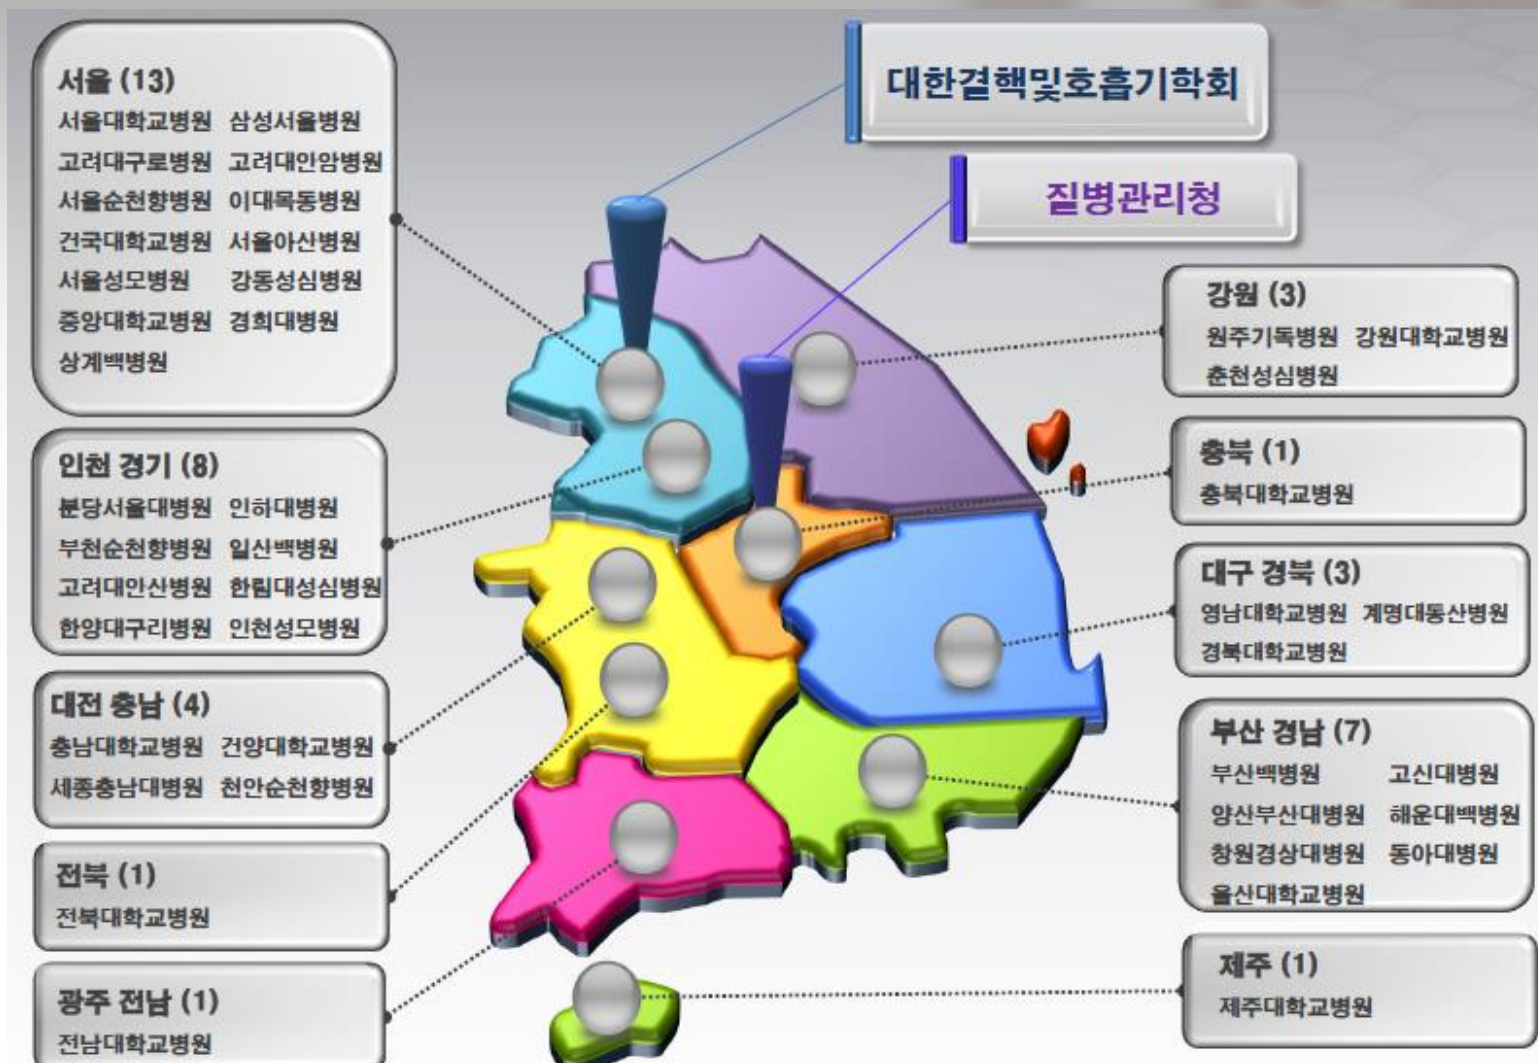 대한결핵및호흡기학회
질병관리청
서울 (13)
서울대학교병원 삼성서울병원
고려대구로병원 고려대안암병원
서울순천향병원 이대목동병원
건국대학교병원 서울아산병원
서울성모병원 강동성심병원
중앙대학교병원 경희대병원
상계백병원
인천 경기 (8)
분당서울대병원 인하대병원
부천순천향병원 일산백병원
고려대안산병원 한림대성심병원
한양대구리병원 인천성모병원
대전 충남 (4)
충남대학교병원 건양대학교병원
세종충남대병원 천안순천향병원
전북 (1)
전북대학교병원
광주 전남 (1)
전남대학교병원
강원 (3)
원주기독병원 강원대학교병원
춘천성심병원
충북 (1)
충북대학교병원
대구 경북 (3)
영남대학교병원 계명대동산병원
경북대학교병원
부산 경남 (7)
부산백병원 고신대병원
양산부산대병원 해운대백병원
창원경상대병원 동아대병원
울산대학교병원
제주 (1)
제주대학교병원